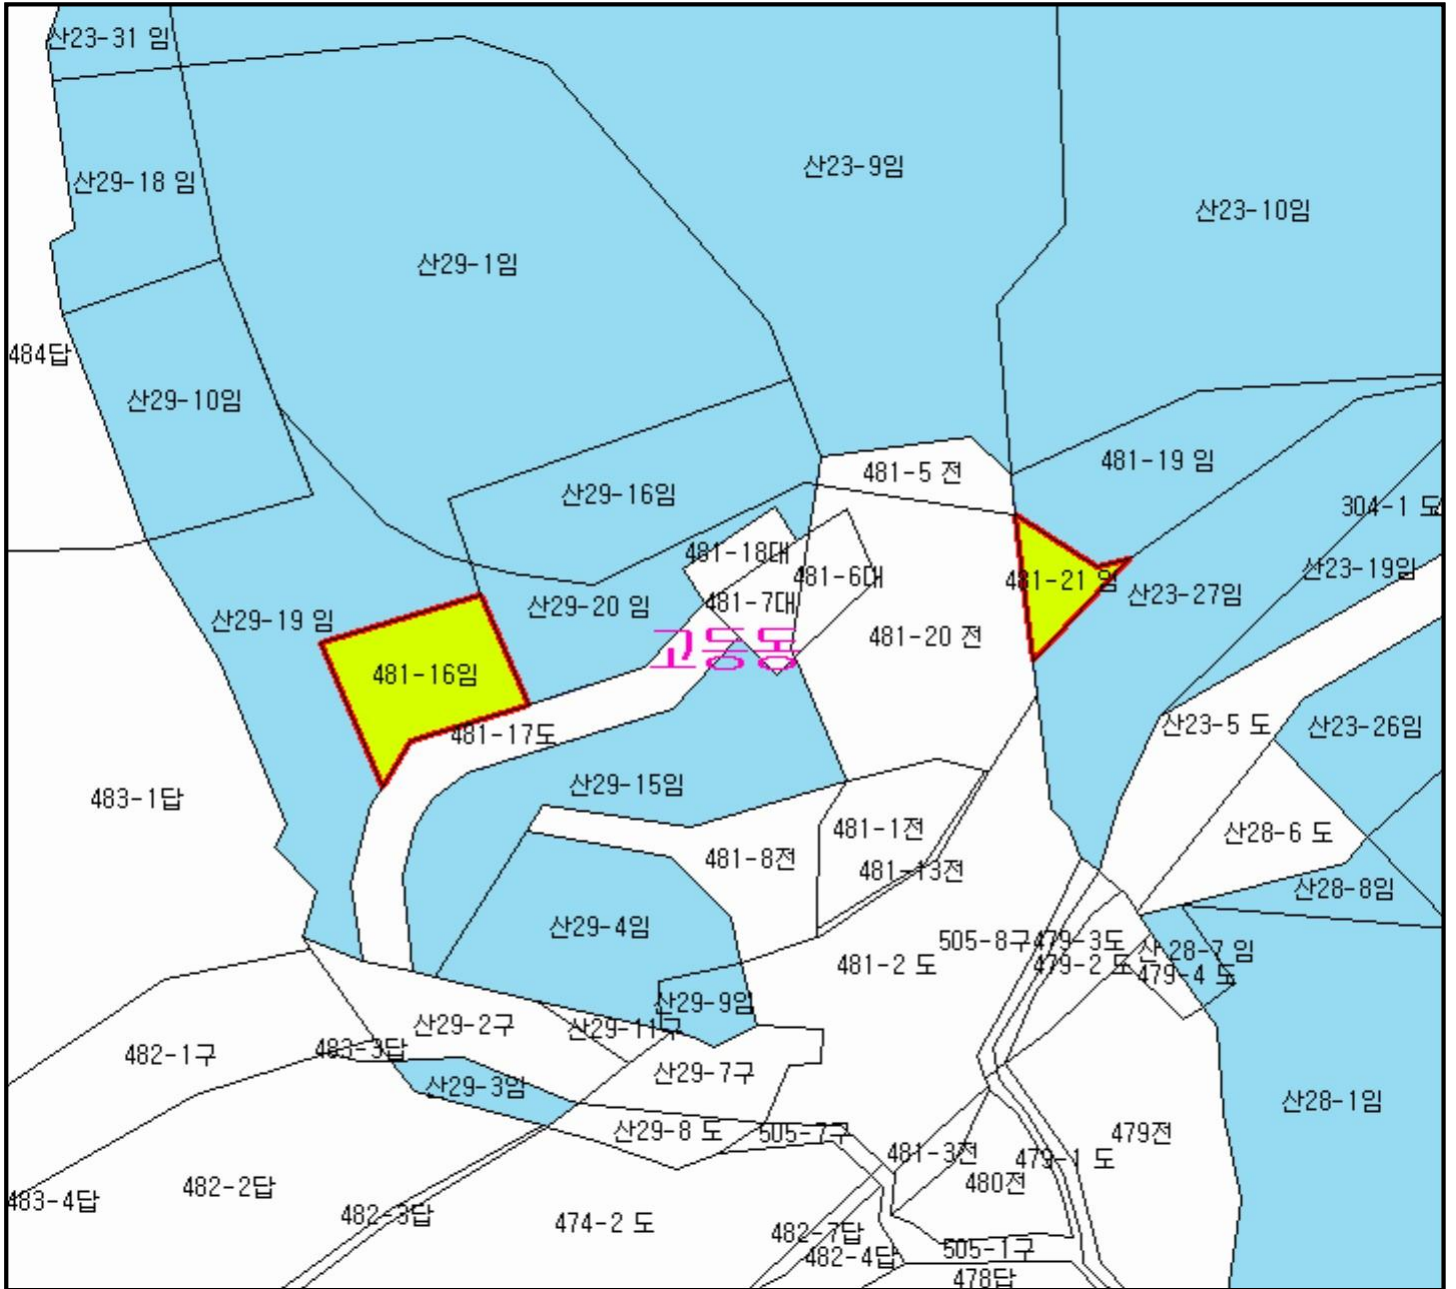 산23-31 임
산23-9임
산29-18 임
산23-10임
산29-1임
484답
산29-10임
481-19 임
481-5 전
산29-16임
304-1 도
481-18대
산23-19임
481-6대
481-21 임
산23-27임
481-7대
산29-20 임
산29-19 임
481-20 전
고등동
481-16임
산23-5 도
산23-26임
481-17도
산29-15임
483-1답
481-1전
산28-6 도
481-8전
481-13전
산28-8임
산29-4임
505-8구
479-3도
산 28-7 임
481-2 도
479-2 도
479-4 도
산29-9임
산29-2구
산29-11구
482-1구
483-3답
산29-7구
산29-3임
산28-1임
산29-8 도
505-7구
479전
481-3전
479-1 도
480전
482-2답
483-4답
482-3답
474-2 도
482-7답
482-4답
505-1구
478답